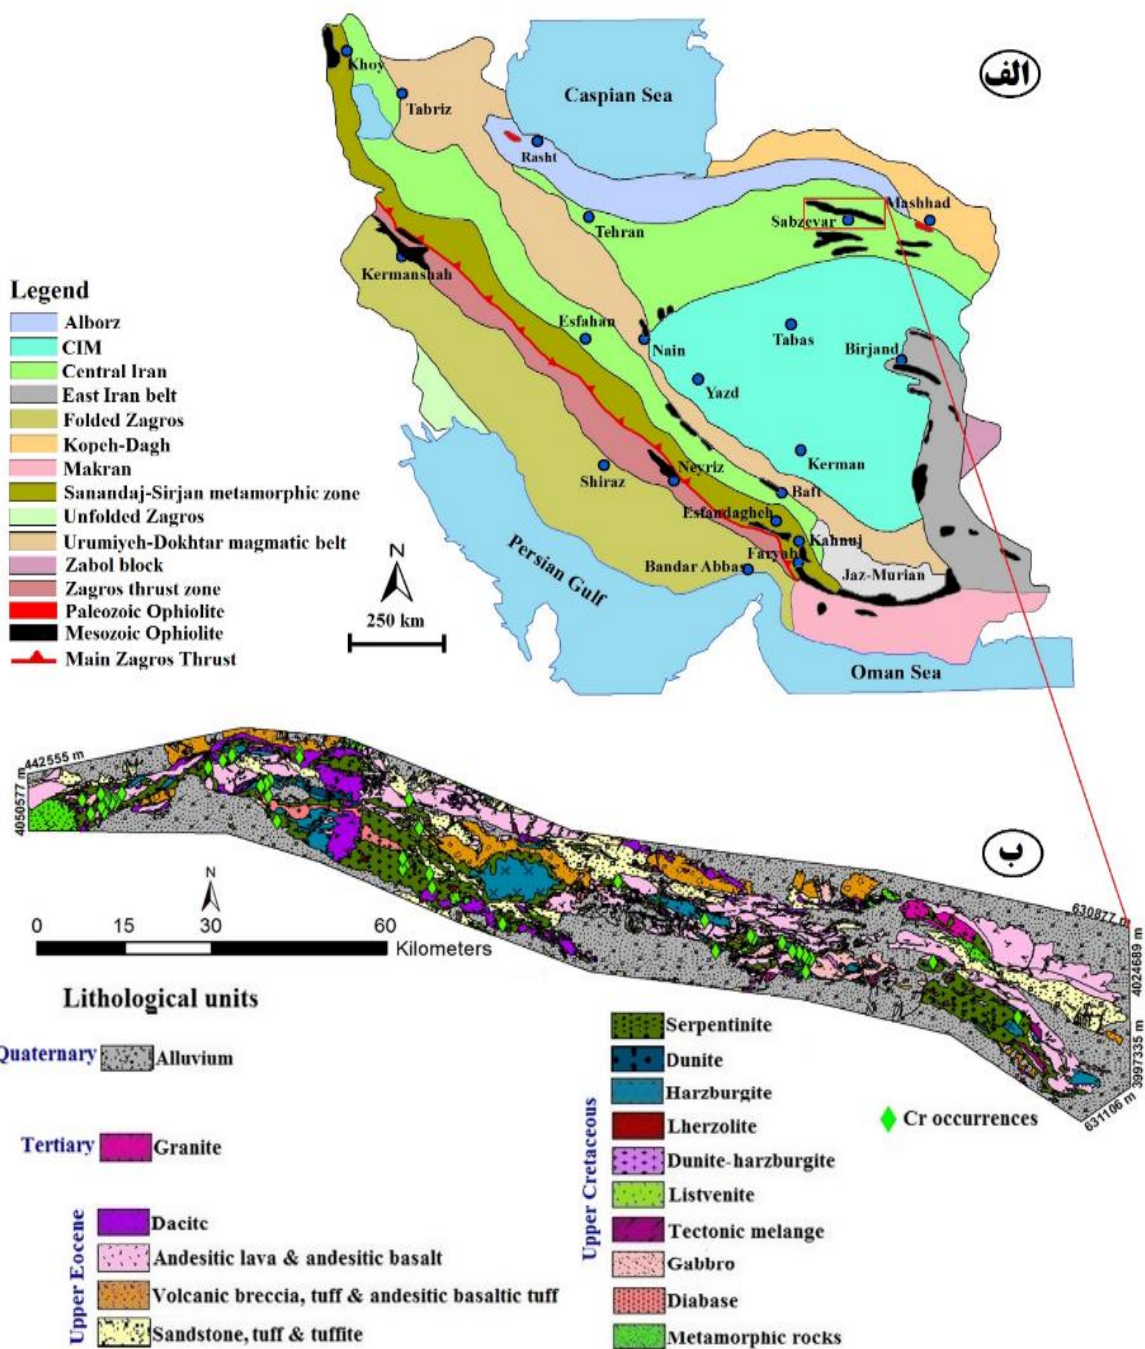 الف
Caspian Sea
Khoy
Tabriz
Rasht
Mashhad
Sabzevar
Tehran
Kermanshah
Legend
Alborz
CIM
Central Iran
East Iran belt
Folded Zagros
Kopeh-Dagh
Makran
Sanandaj-Sirjan metamorphic zone
Unfolded Zagros
Urumiyeh-Dokhtar magmatic belt
Zabol block
Zagros thrust zone
Paleozoic Ophiolite
Mesozoic Ophiolite
Main Zagros Thrust
Esfahan
Nain
Tabas
Birjand
Yazd
Kerman
Shiraz
Neyriz
Baft
Esfandagheh
Kahnuj
Faryab
Bandar Abbas
Jaz-Murian
Persian Gulf
Oman Sea
N
250 km
442555 m
4050577 m
ب
630877 m
4024689 m
3997335 m
631106 m
N
0 15 30 60
Kilometers
Lithological units
Quaternary
Alluvium
Tertiary
Granite
Upper Eocene
Dacitc
Andesitic lava & andesitic basalt
Volcanic breccia, tuff & andesitic basaltic tuff
Sandstone, tuff & tuffite
Upper Cretaceous
Serpentinite
Dunite
Harzburgite
Lherzolite
Dunite-harzburgite
Listvenite
Tectonic melange
Gabbro
Diabase
Metamorphic rocks
Cr occurrences